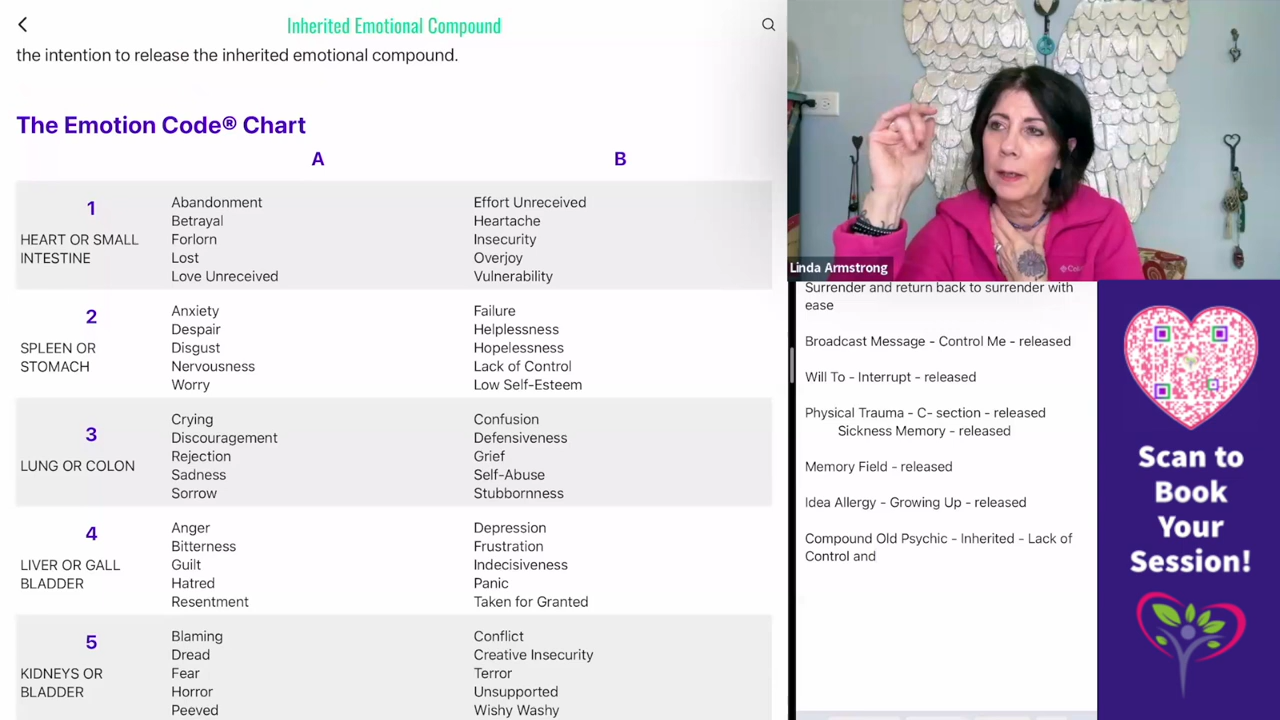 Inherited Emotional Compound
the intention to release the inherited emotional compound.
The Emotion Code® Chart
A B
1
HEART OR SMALL
INTESTINE
Abandonment
Betrayal
Forlorn
Lost
Love Unreceived
Effort Unreceived
Heartache
Insecurity
Overjoy
Vulnerability
2
SPLEEN OR
STOMACH
Anxiety
Despair
Disgust
Nervousness
Worry
Failure
Helplessness
Hopelessness
Lack of Control
Low Self-Esteem
3
LUNG OR COLON
Crying
Discouragement
Rejection
Sadness
Sorrow
Confusion
Defensiveness
Grief
Self-Abuse
Stubbornness
4
LIVER OR GALL
BLADDER
Anger
Bitterness
Guilt
Hatred
Resentment
Depression
Frustration
Indecisiveness
Panic
Taken for Granted
5
KIDNEYS OR
BLADDER
Blaming
Dread
Fear
Horror
Peeved
Conflict
Creative Insecurity
Terror
Unsupported
Wishy Washy
Linda Armstrong
Surrender and return back to surrender with
ease
Broadcast Message - Control Me - released
Will To - Interrupt - released
Physical Trauma - C- section - released
Sickness Memory - released
Memory Field - released
Idea Allergy - Growing Up - released
Compound Old Psychic - Inherited - Lack of
Control and
Scan to
Book
Your
Session!